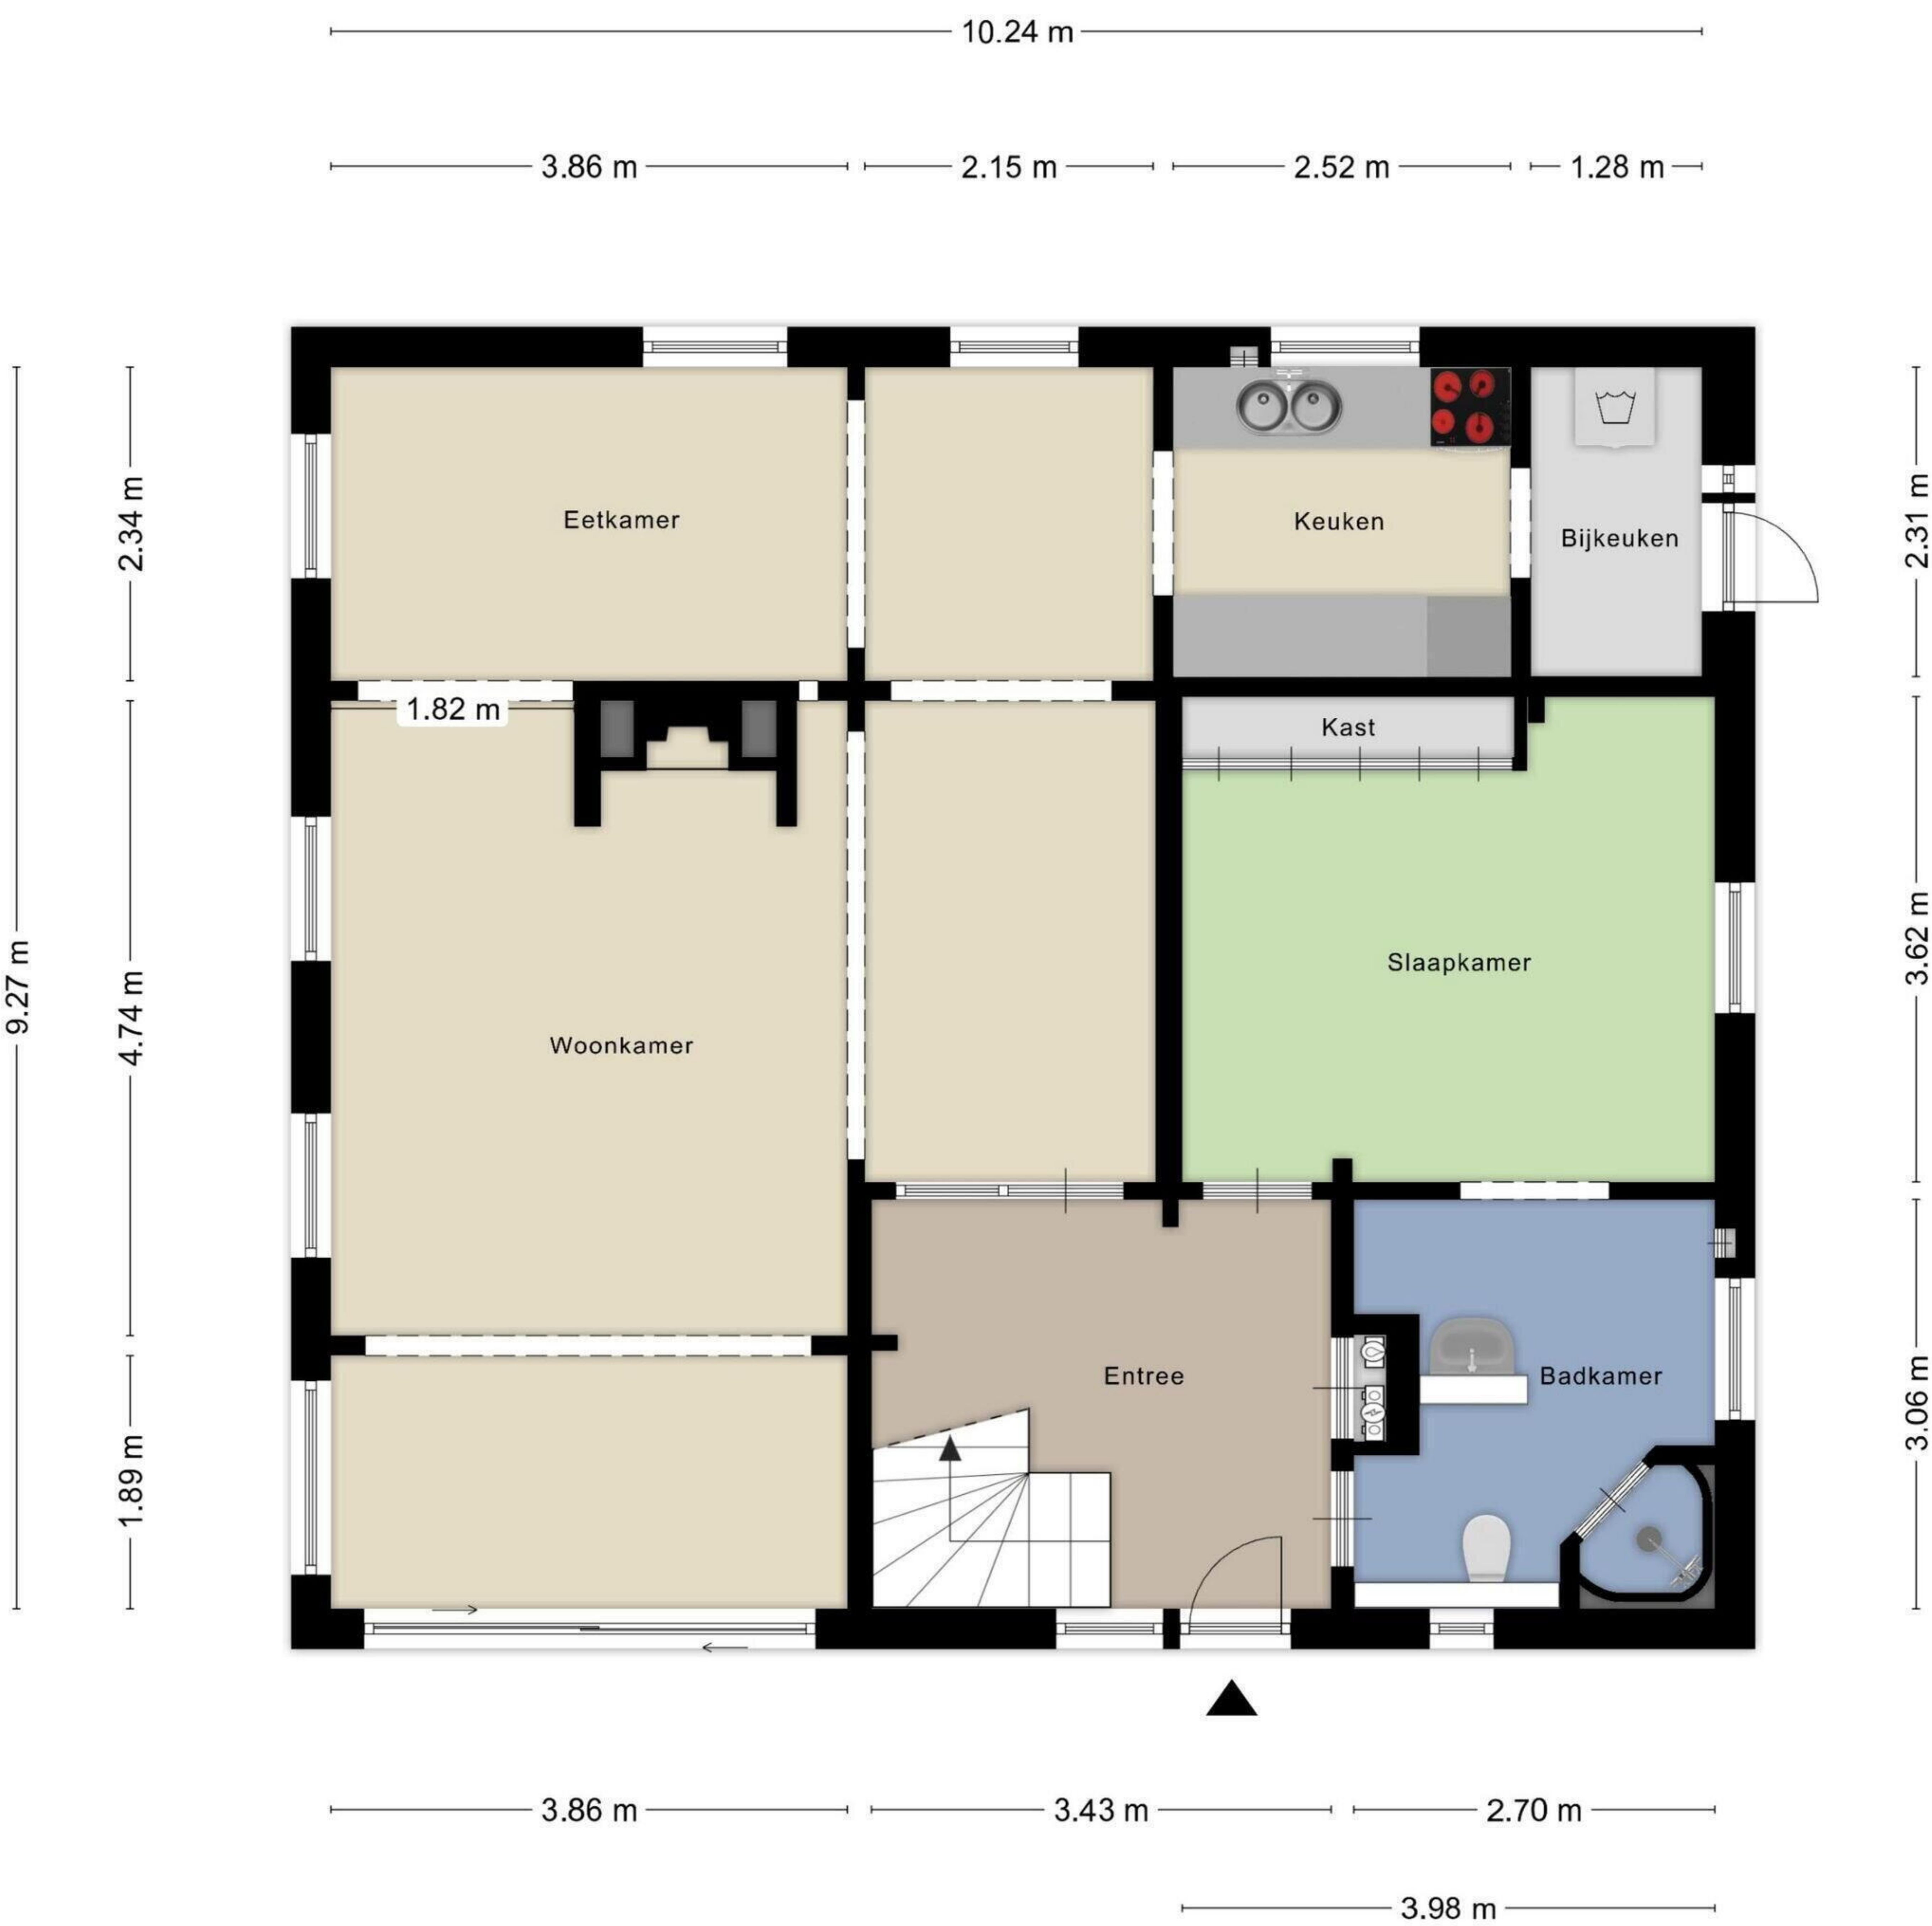 10.24 m
3.86 m
2.15 m
2.52 m
1.28 m
2.34 m
2.31 m
Eetkamer
Keuken
Bijkeuken
1.82 m
Kast
9.27 m
4.74 m
3.62 m
Slaapkamer
Woonkamer
Entree
Badkamer
1.89 m
3.06 m
3.86 m
3.43 m
2.70 m
3.98 m